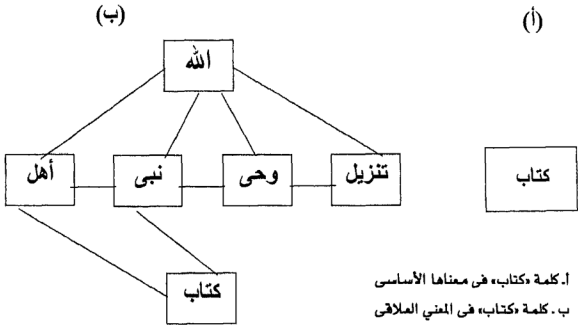 (أ)
(ب)
الله
تنزيل
وحى
نبى
أهل
كتاب
كتاب
أ. كلمة «كتاب» فى معناها الأساسى
ب. كلمة «كتاب» فى المعني العلاقى